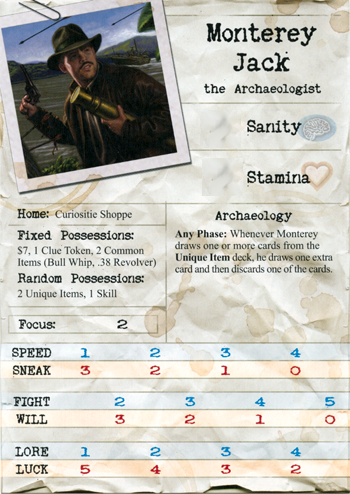 Monterey
Jack
the Archaeologist
Sanity
Stamina
Home: Curiositie Shoppe
Fixed Possessions:
$7, 1 Clue Token, 2 Common
Items (Bull Whip, .38 Revolver)
Random Possessions:
2 Unique Items, 1 Skill
Archaeology
Any Phase: Whenever Monterey
draws one or more cards from the
Unique Item deck, he draws one extra
card and then discards one of the cards.
Focus: 2
SPEED 1 2 3 4
SNEAK 3 2 1 0
FIGHT 2 3 4 5
WILL 3 2 1 0
LORE 1 2 3 4
LUCK 5 4 3 2